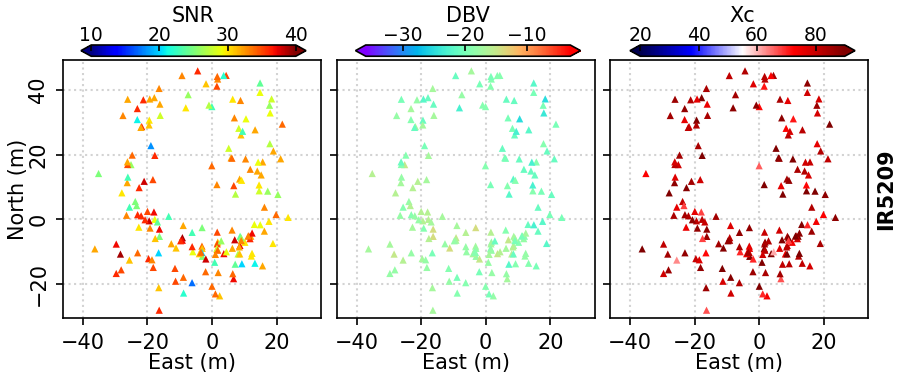 SNR DBV Xc
10 20 30 40 −30 −20 −10 20 40 60 80
North (m)
40
20
0
−20
−40 −20 0 20 −40 −20 0 20 −40 −20 0 20
East (m) East (m) East (m)
IR5209